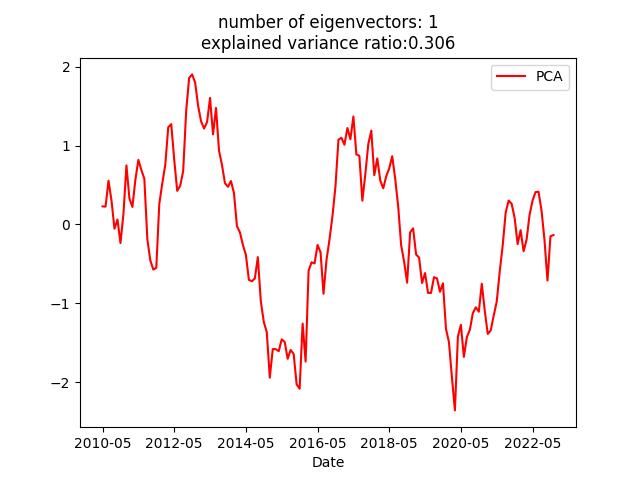 number of eigenvectors: 1
explained variance ratio:0.306
PCA
2
1
0
−1
−2
2010-05 2012-05 2014-05 2016-05 2018-05 2020-05 2022-05
Date